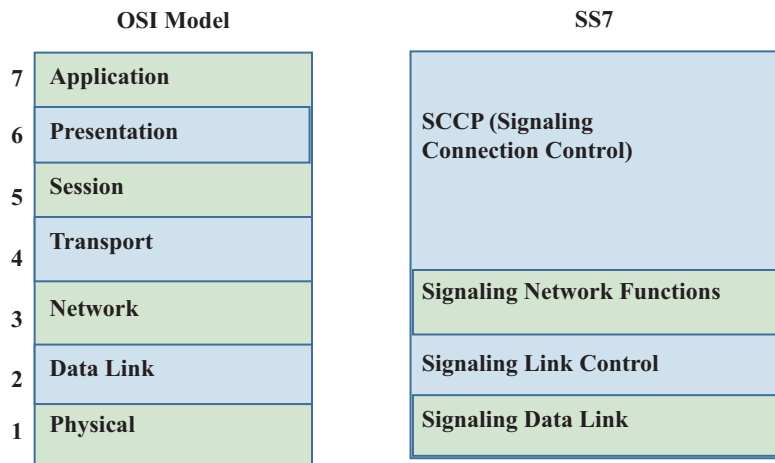 OSI Model
7 Application
6 Presentation
5 Session
4 Transport
3 Network
2 Data Link
1 Physical
SS7
SCCP (Signaling
Connection Control)
Signaling Network Functions
Signaling Link Control
Signaling Data Link